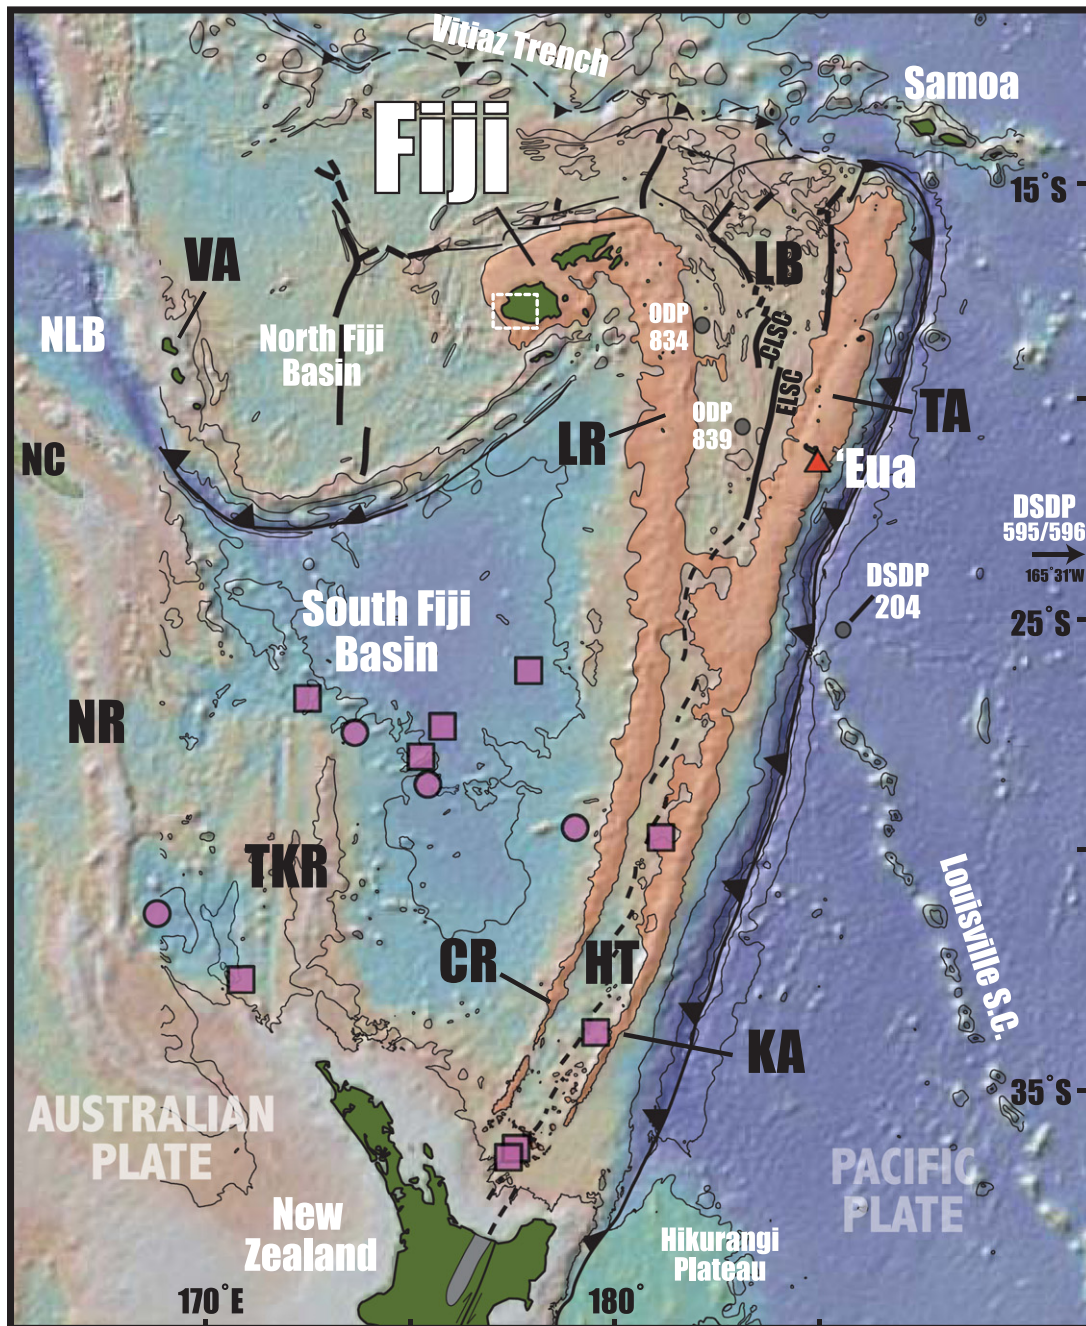 Vitiaz Trench
Samoa
Fiji
15°S
VA
LB
NLB
North Fiji
Basin
ODP
834
CLSC
ELSC
TA
ODP
839
LR
NC
'Eua
DSDP
595/596
165°31'W
DSDP
204
25°S
South Fiji
Basin
NR
TKR
Louisville S.C.
CR
HT
KA
35°S
AUSTRALIAN
PLATE
PACIFIC
PLATE
New
Zealand
Hikurangi
Plateau
170°E
180°